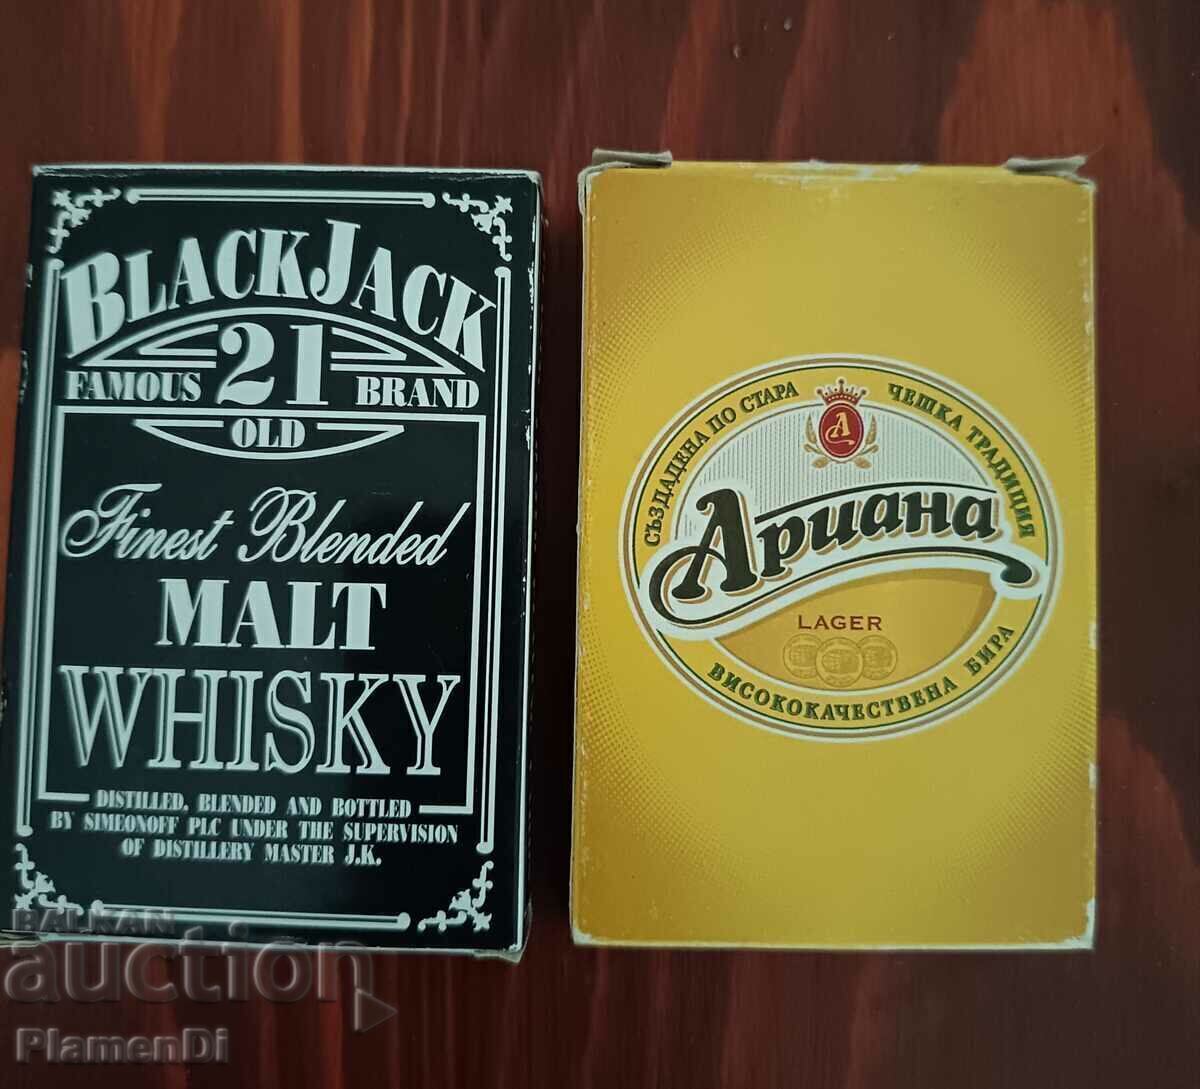 BLACKJACK
FAMOUS 21 BRAND
OLD
Finest Blended
MALT
WHISKY
DISTILLED, BLENDED AND BOTTLED
BY SIMEONOFF PLC UNDER THE SUPERVISION
OF DISTILLERY MASTER J.K.
СЪЗДАДЕНА ПО СТАРА ЧЕШКА ТРАДИЦИЯ
А
Ариана
LAGER
ВИСОКОКАЧЕСТВЕНА БИРА
BALKAN
auction
PlamenDi